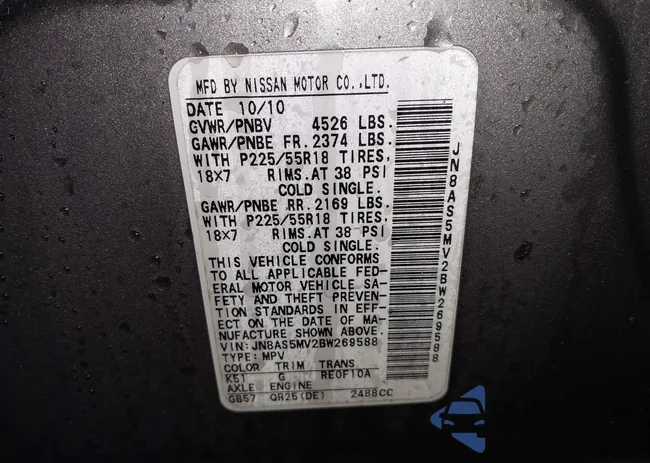 MFD BY NISSAN MOTOR CO.,LTD.
DATE 10/10
GVWR/PNBV 4526 LBS.
GAWR/PNBE FR. 2374 LBS.
WITH P225/55R18 TIRES,
18X7 RIMS.AT 38 PSI
COLD SINGLE.
GAWR/PNBE RR. 2169 LBS.
WITH P225/55R18 TIRES,
18X7 RIMS.AT 38 PSI
COLD SINGLE.
THIS VEHICLE CONFORMS
TO ALL APPLICABLE FED-
ERAL MOTOR VEHICLE SA-
FETY AND THEFT PREVEN-
TION STANDARDS IN EFF-
ECT ON THE DATE OF MA-
NUFACTURE SHOWN ABOVE.
VIN: JN8AS5MV2BW269588
TYPE: MPV
COLOR TRIM TRANS
K51 G RE0F10A
AXLE ENGINE
GB57 QR25(DE) 2488CC
JN8AS5MV2BW269588